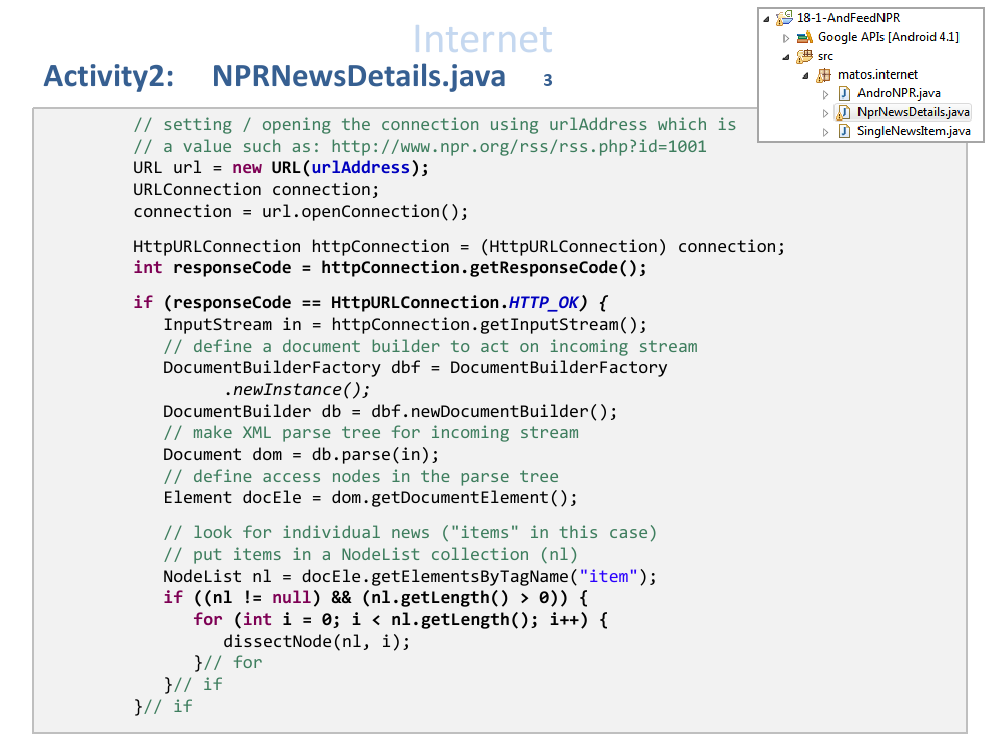 Internet
Activity2: NPRNewsDetails.java 3
18-1-AndFeedNPR
Google APIs [Android 4.1]
src
matos.internet
AndroNPR.java
NprNewsDetails.java
SingleNewsItem.java
// setting / opening the connection using urlAddress which is
// a value such as: http://www.npr.org/rss/rss.php?id=1001
URL url = new URL(urlAddress);
URLConnection connection;
connection = url.openConnection();
HttpURLConnection httpConnection = (HttpURLConnection) connection;
int responseCode = httpConnection.getResponseCode();
if (responseCode == HttpURLConnection.HTTP_OK) {
InputStream in = httpConnection.getInputStream();
// define a document builder to act on incoming stream
DocumentBuilderFactory dbf = DocumentBuilderFactory
.newInstance();
DocumentBuilder db = dbf.newDocumentBuilder();
// make XML parse tree for incoming stream
Document dom = db.parse(in);
// define access nodes in the parse tree
Element docEle = dom.getDocumentElement();
// look for individual news ("items" in this case)
// put items in a NodeList collection (nl)
NodeList nl = docEle.getElementsByTagName("item");
if ((nl != null) && (nl.getLength() > 0)) {
for (int i = 0; i < nl.getLength(); i++) {
dissectNode(nl, i);
}// for
}// if
}// if